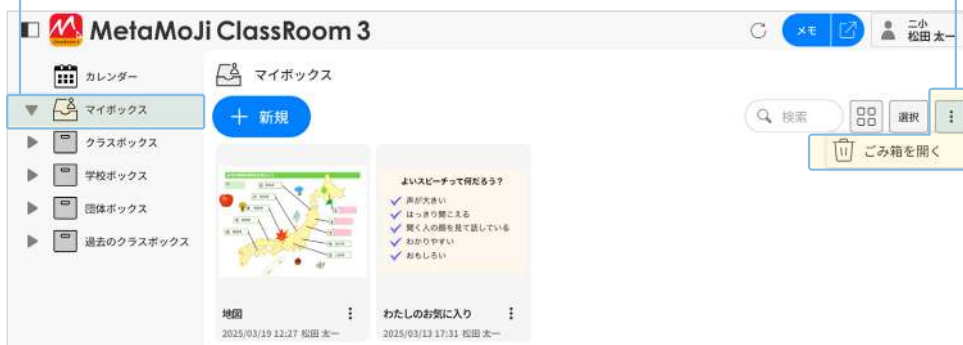 MetaMoJi ClassRoom 3
メモ
二小
松田 太一
カレンダー
マイボックス
クラスボックス
学校ボックス
団体ボックス
過去のクラスボックス
マイボックス
+ 新規
検索
選択
ごみ箱を開く
よいスピーチって何だろう?
声が大きい
はっきり聞こえる
聞く人の顔を見て話している
わかりやすい
おもしろい
地図
2025/03/19 12:27 松田 太一
わたしのお気に入り
2025/03/13 17:31 松田 太一